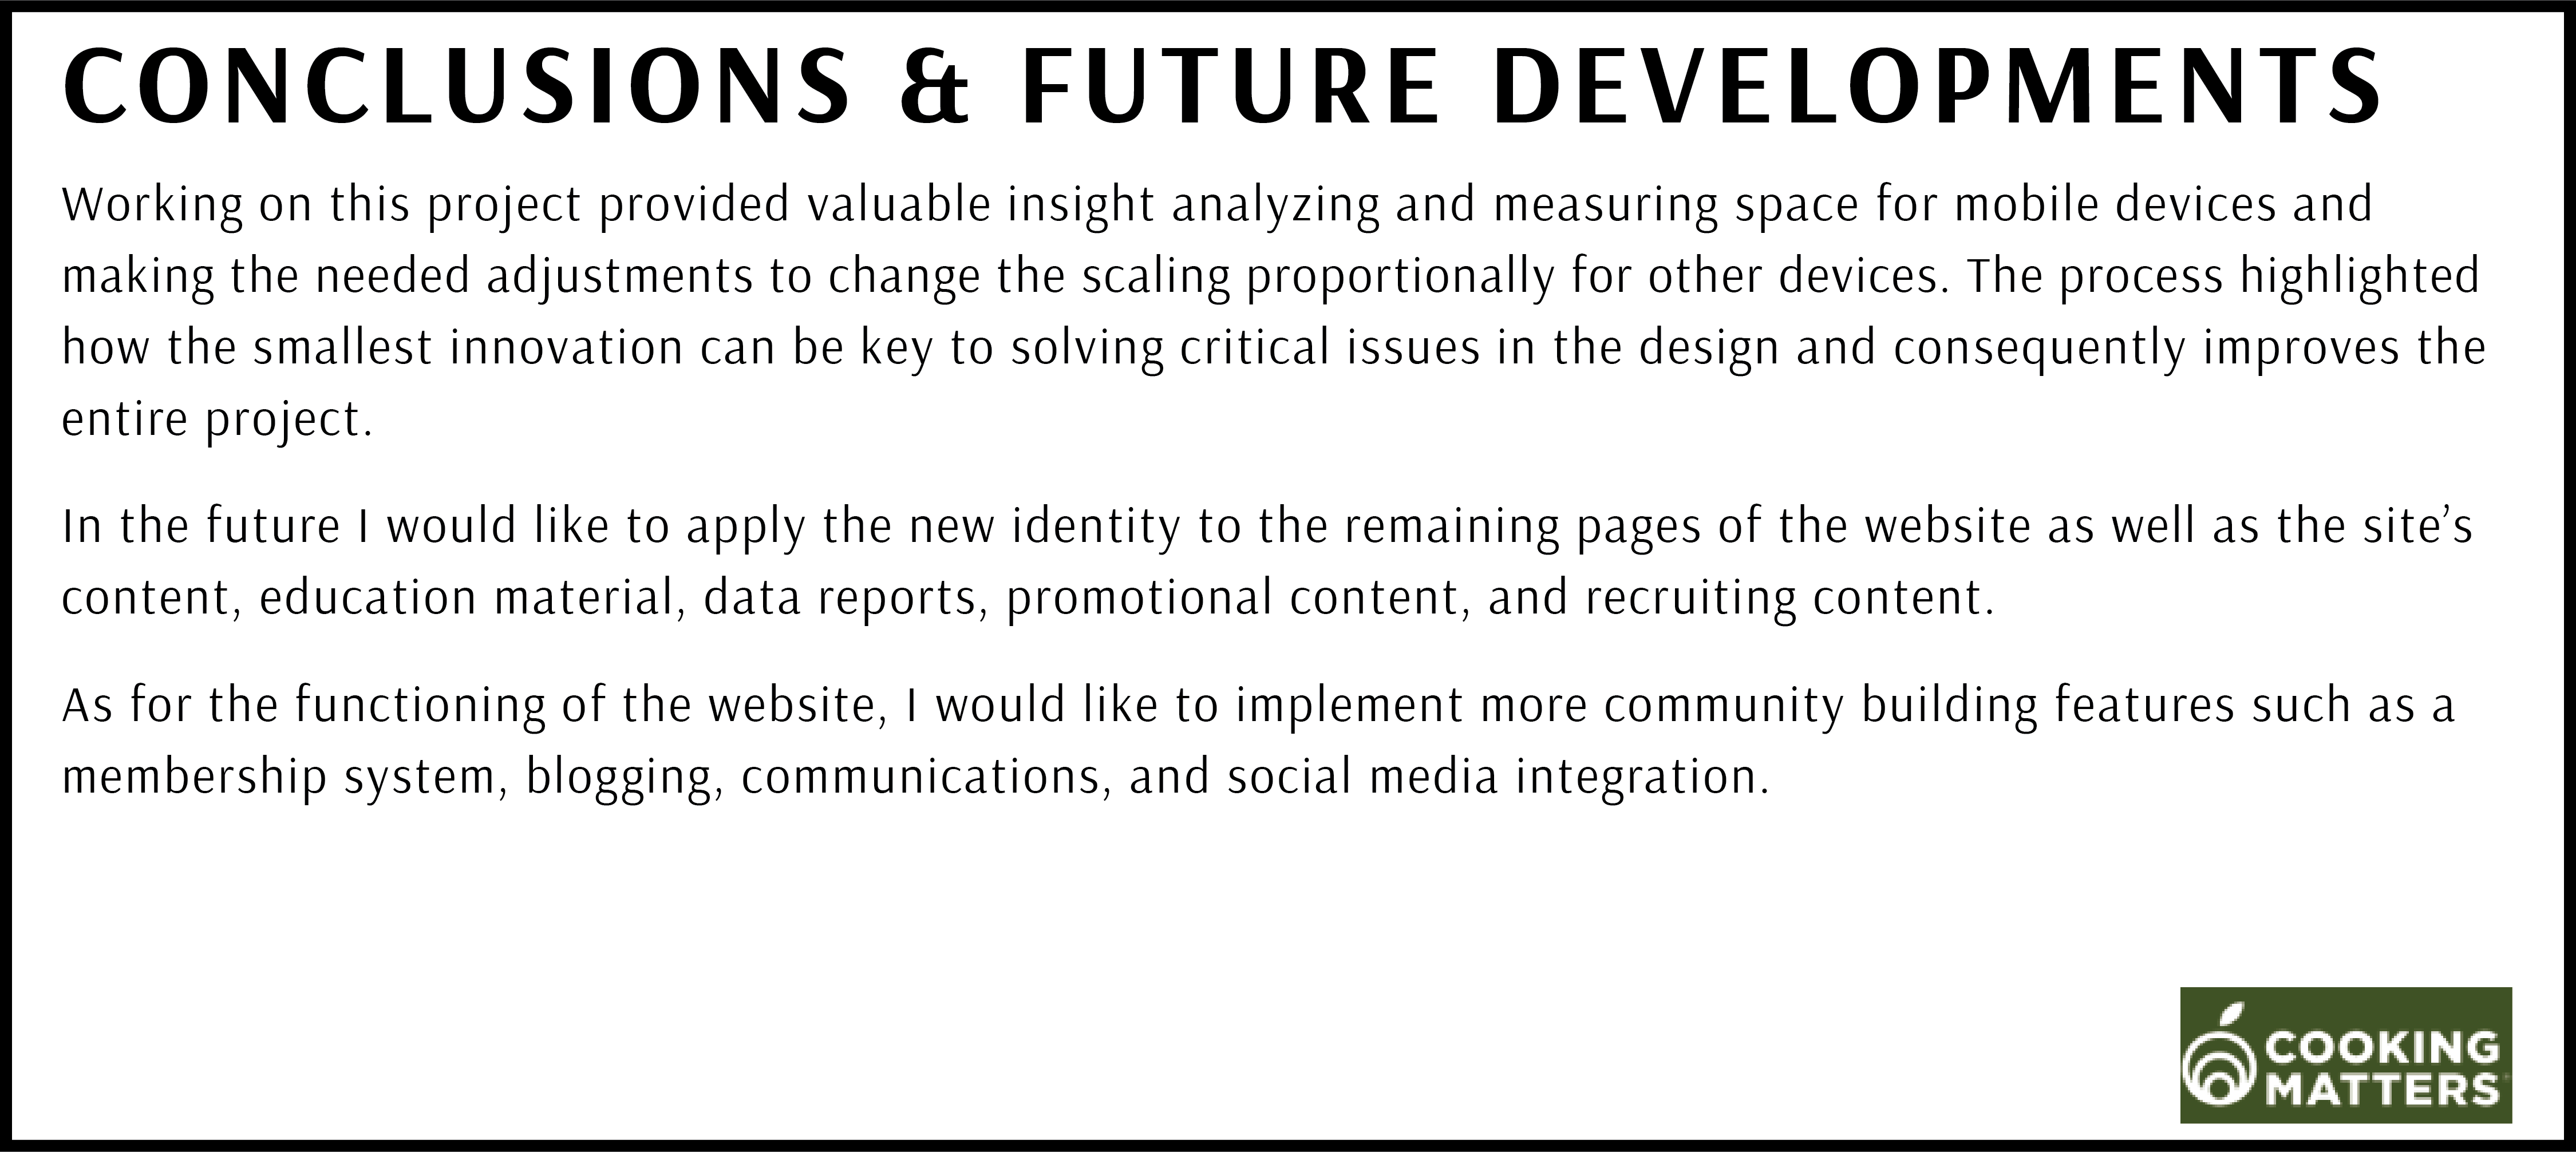 CONCLUSIONS & FUTURE DEVELOPMENTS
Working on this project provided valuable insight analyzing and measuring space for mobile devices and
making the needed adjustments to change the scaling proportionally for other devices. The process highlighted
how the smallest innovation can be key to solving critical issues in the design and consequently improves the
entire project.
In the future I would like to apply the new identity to the remaining pages of the website as well as the site’s
content, education material, data reports, promotional content, and recruiting content.
As for the functioning of the website, I would like to implement more community building features such as a
membership system, blogging, communications, and social media integration.
COOKING
MATTERS